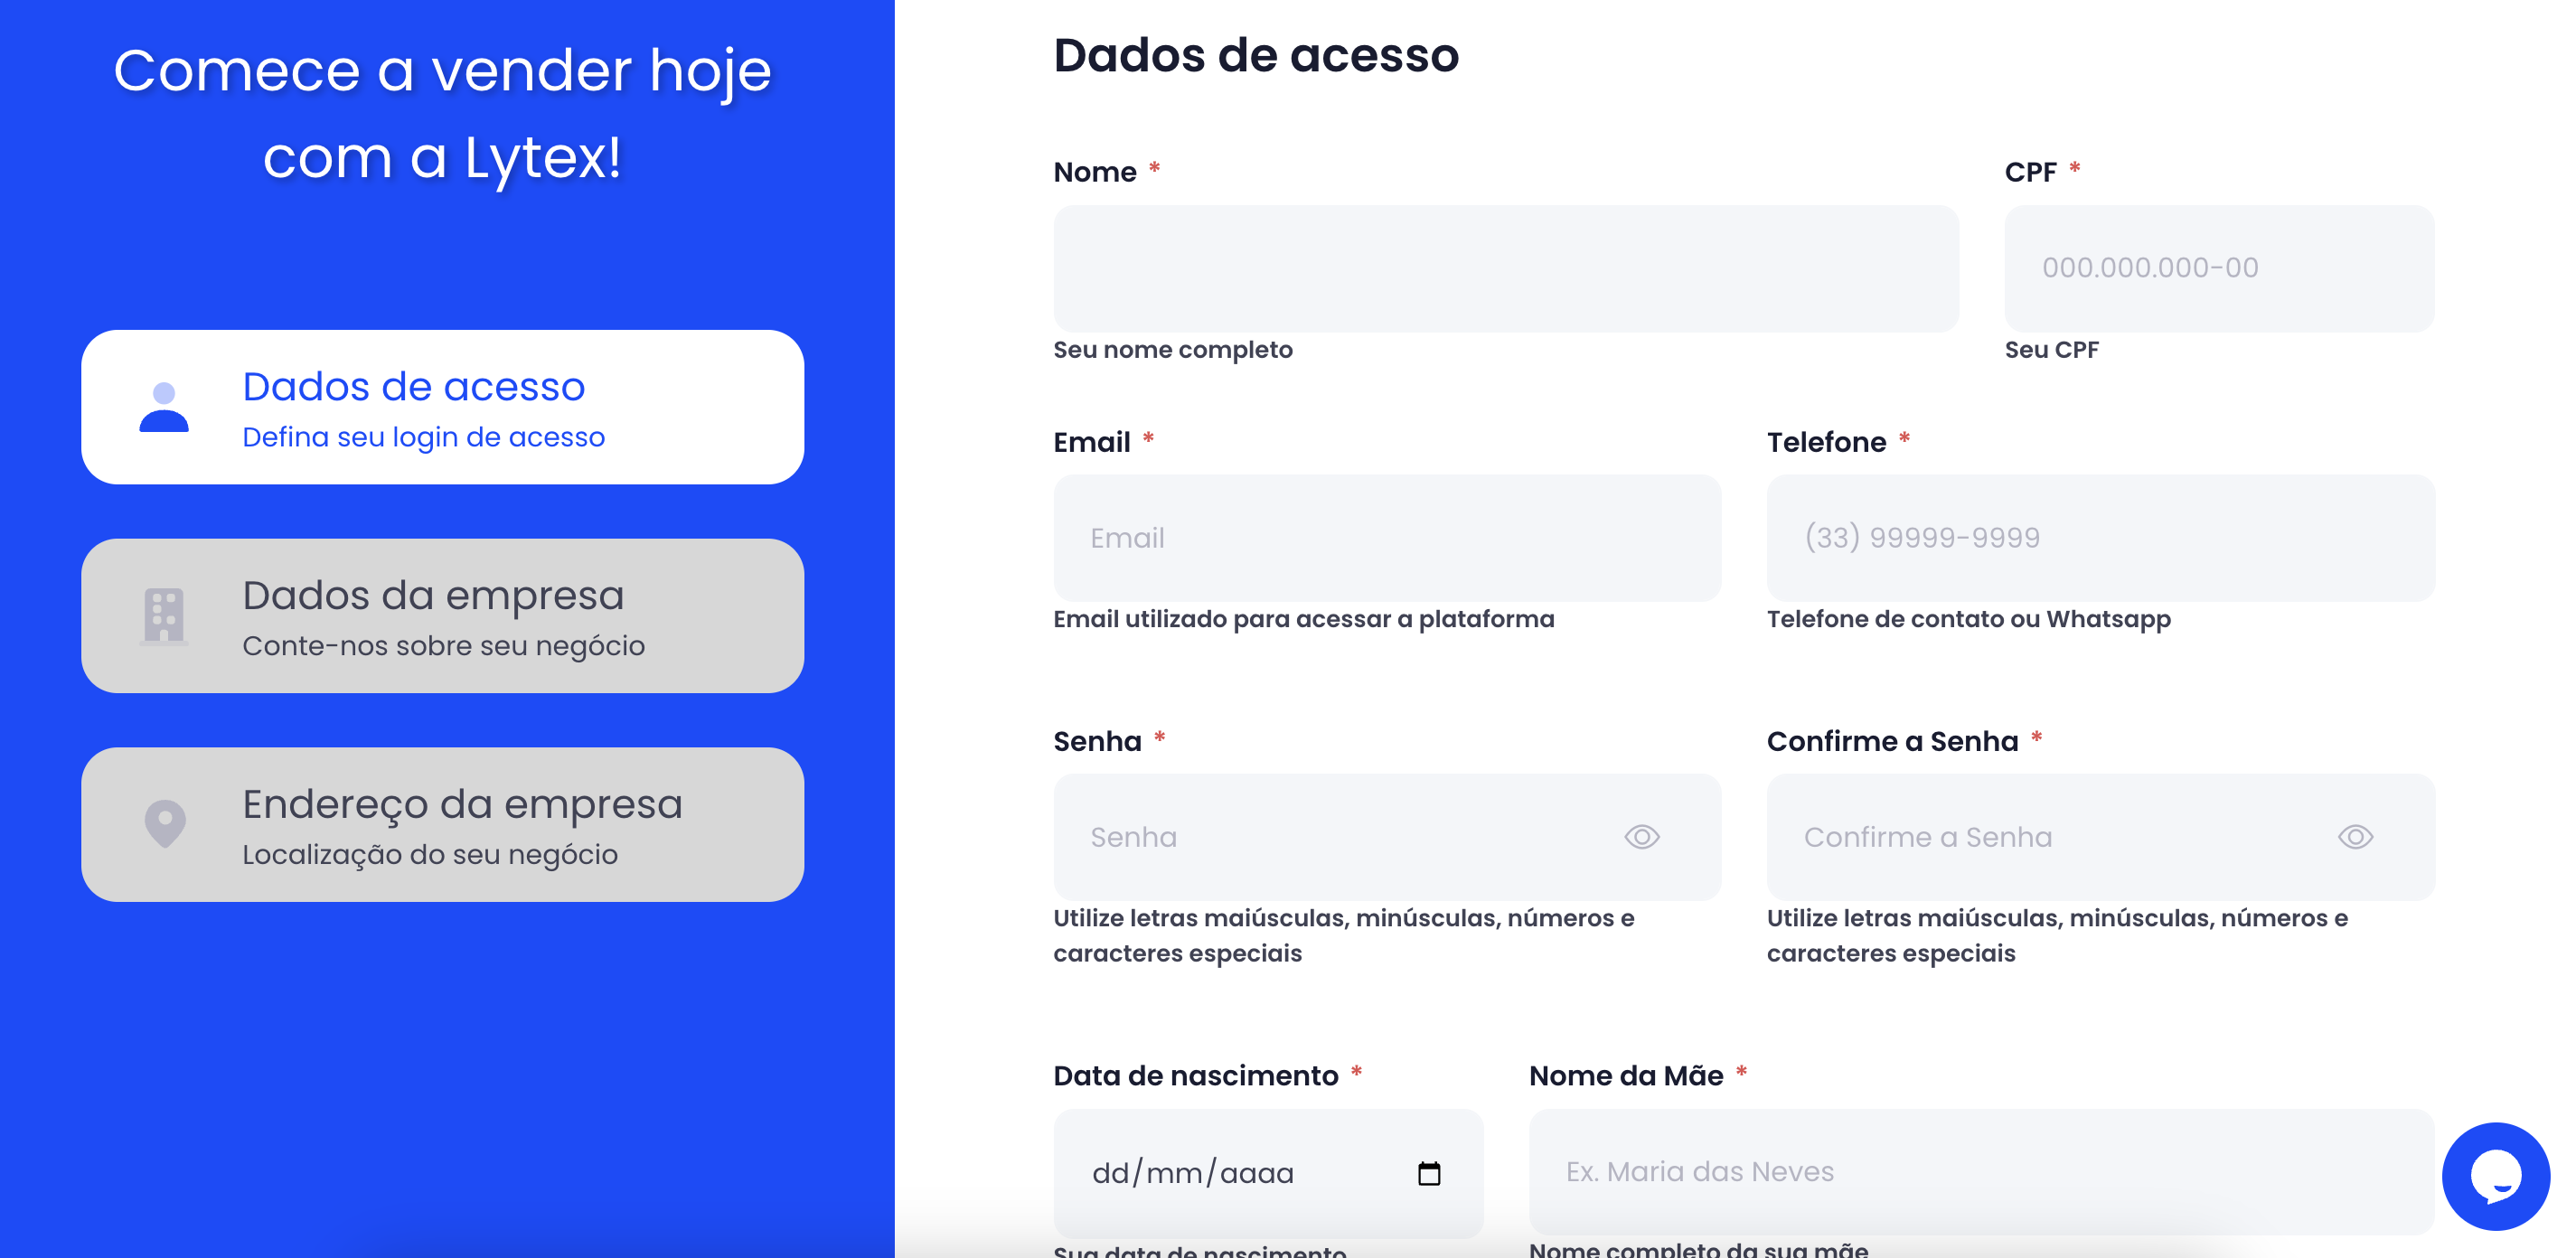 Comece a vender hoje
com a Lytex!
Dados de acesso
Defina seu login de acesso
Dados da empresa
Conte-nos sobre seu negócio
Endereço da empresa
Localização do seu negócio
Dados de acesso
Nome * CPF *
000.000.000-00
Seu nome completo Seu CPF
Email * Telefone *
Email (33) 99999-9999
Email utilizado para acessar a plataforma Telefone de contato ou Whatsapp
Senha * Confirme a Senha *
Senha Confirme a Senha
Utilize letras maiúsculas, minúsculas, números e Utilize letras maiúsculas, minúsculas, números e
caracteres especiais caracteres especiais
Data de nascimento * Nome da Mãe *
dd/mm/aaaa Ex. Maria das Neves
Sua data de nascimento Nome completo da sua mãe